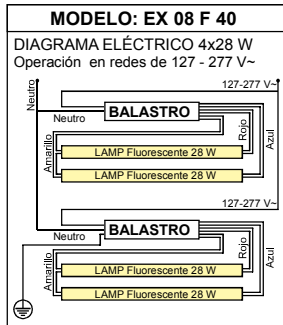 MODELO: EX 08 F 40
DIAGRAMA ELÉCTRICO 4x28 W
Operación en redes de 127 - 277 V~
Neutro
127-277 V~
BALASTRO
Neutro
Amarillo
Rojo
Azul
LAMP Fluorescente 28 W
LAMP Fluorescente 28 W
127-277 V~
BALASTRO
Neutro
Amarillo
Rojo
Azul
LAMP Fluorescente 28 W
LAMP Fluorescente 28 W